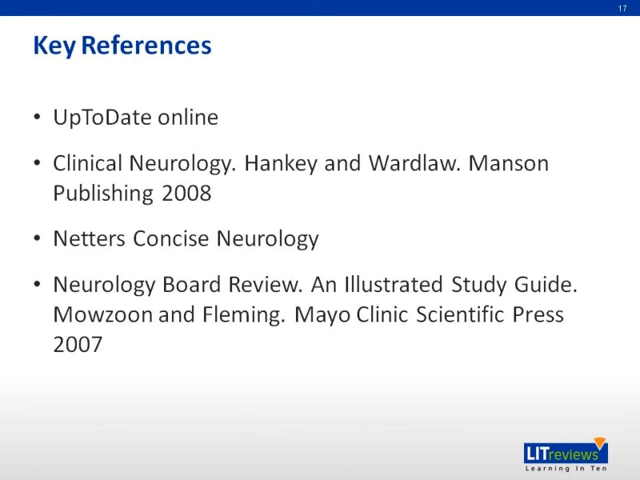 17
Key References
• UpToDate online
• Clinical Neurology. Hankey and Wardlaw. Manson
Publishing 2008
• Netters Concise Neurology
• Neurology Board Review. An Illustrated Study Guide.
Mowzoon and Fleming. Mayo Clinic Scientific Press
2007
LITreviews
Learning In Ten